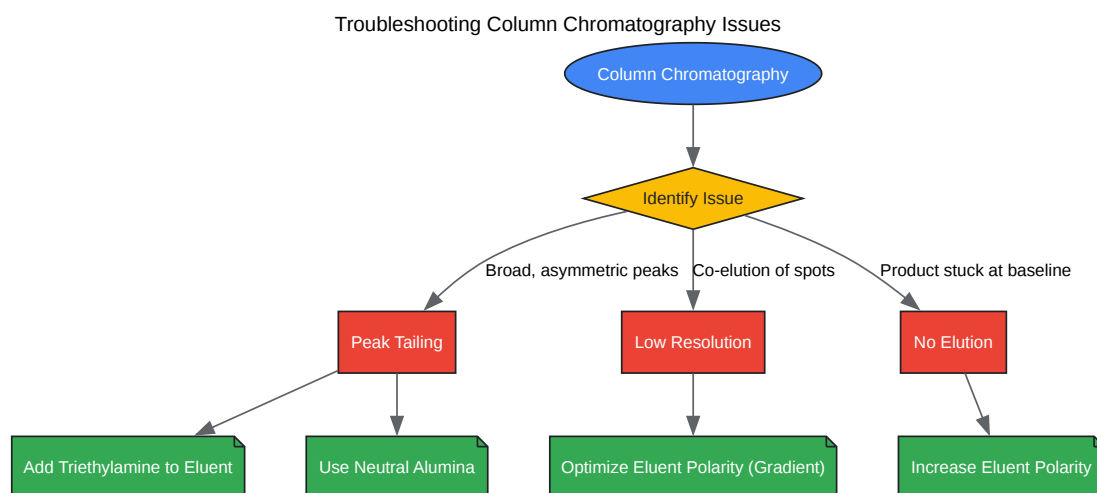 Troubleshooting Column Chromatography Issues
Column Chromatography
Identify Issue
Broad, asymmetric peaks
Co-elution of spots
Product stuck at baseline
Peak Tailing
Low Resolution
No Elution
Add Triethylamine to Eluent
Use Neutral Alumina
Optimize Eluent Polarity (Gradient)
Increase Eluent Polarity